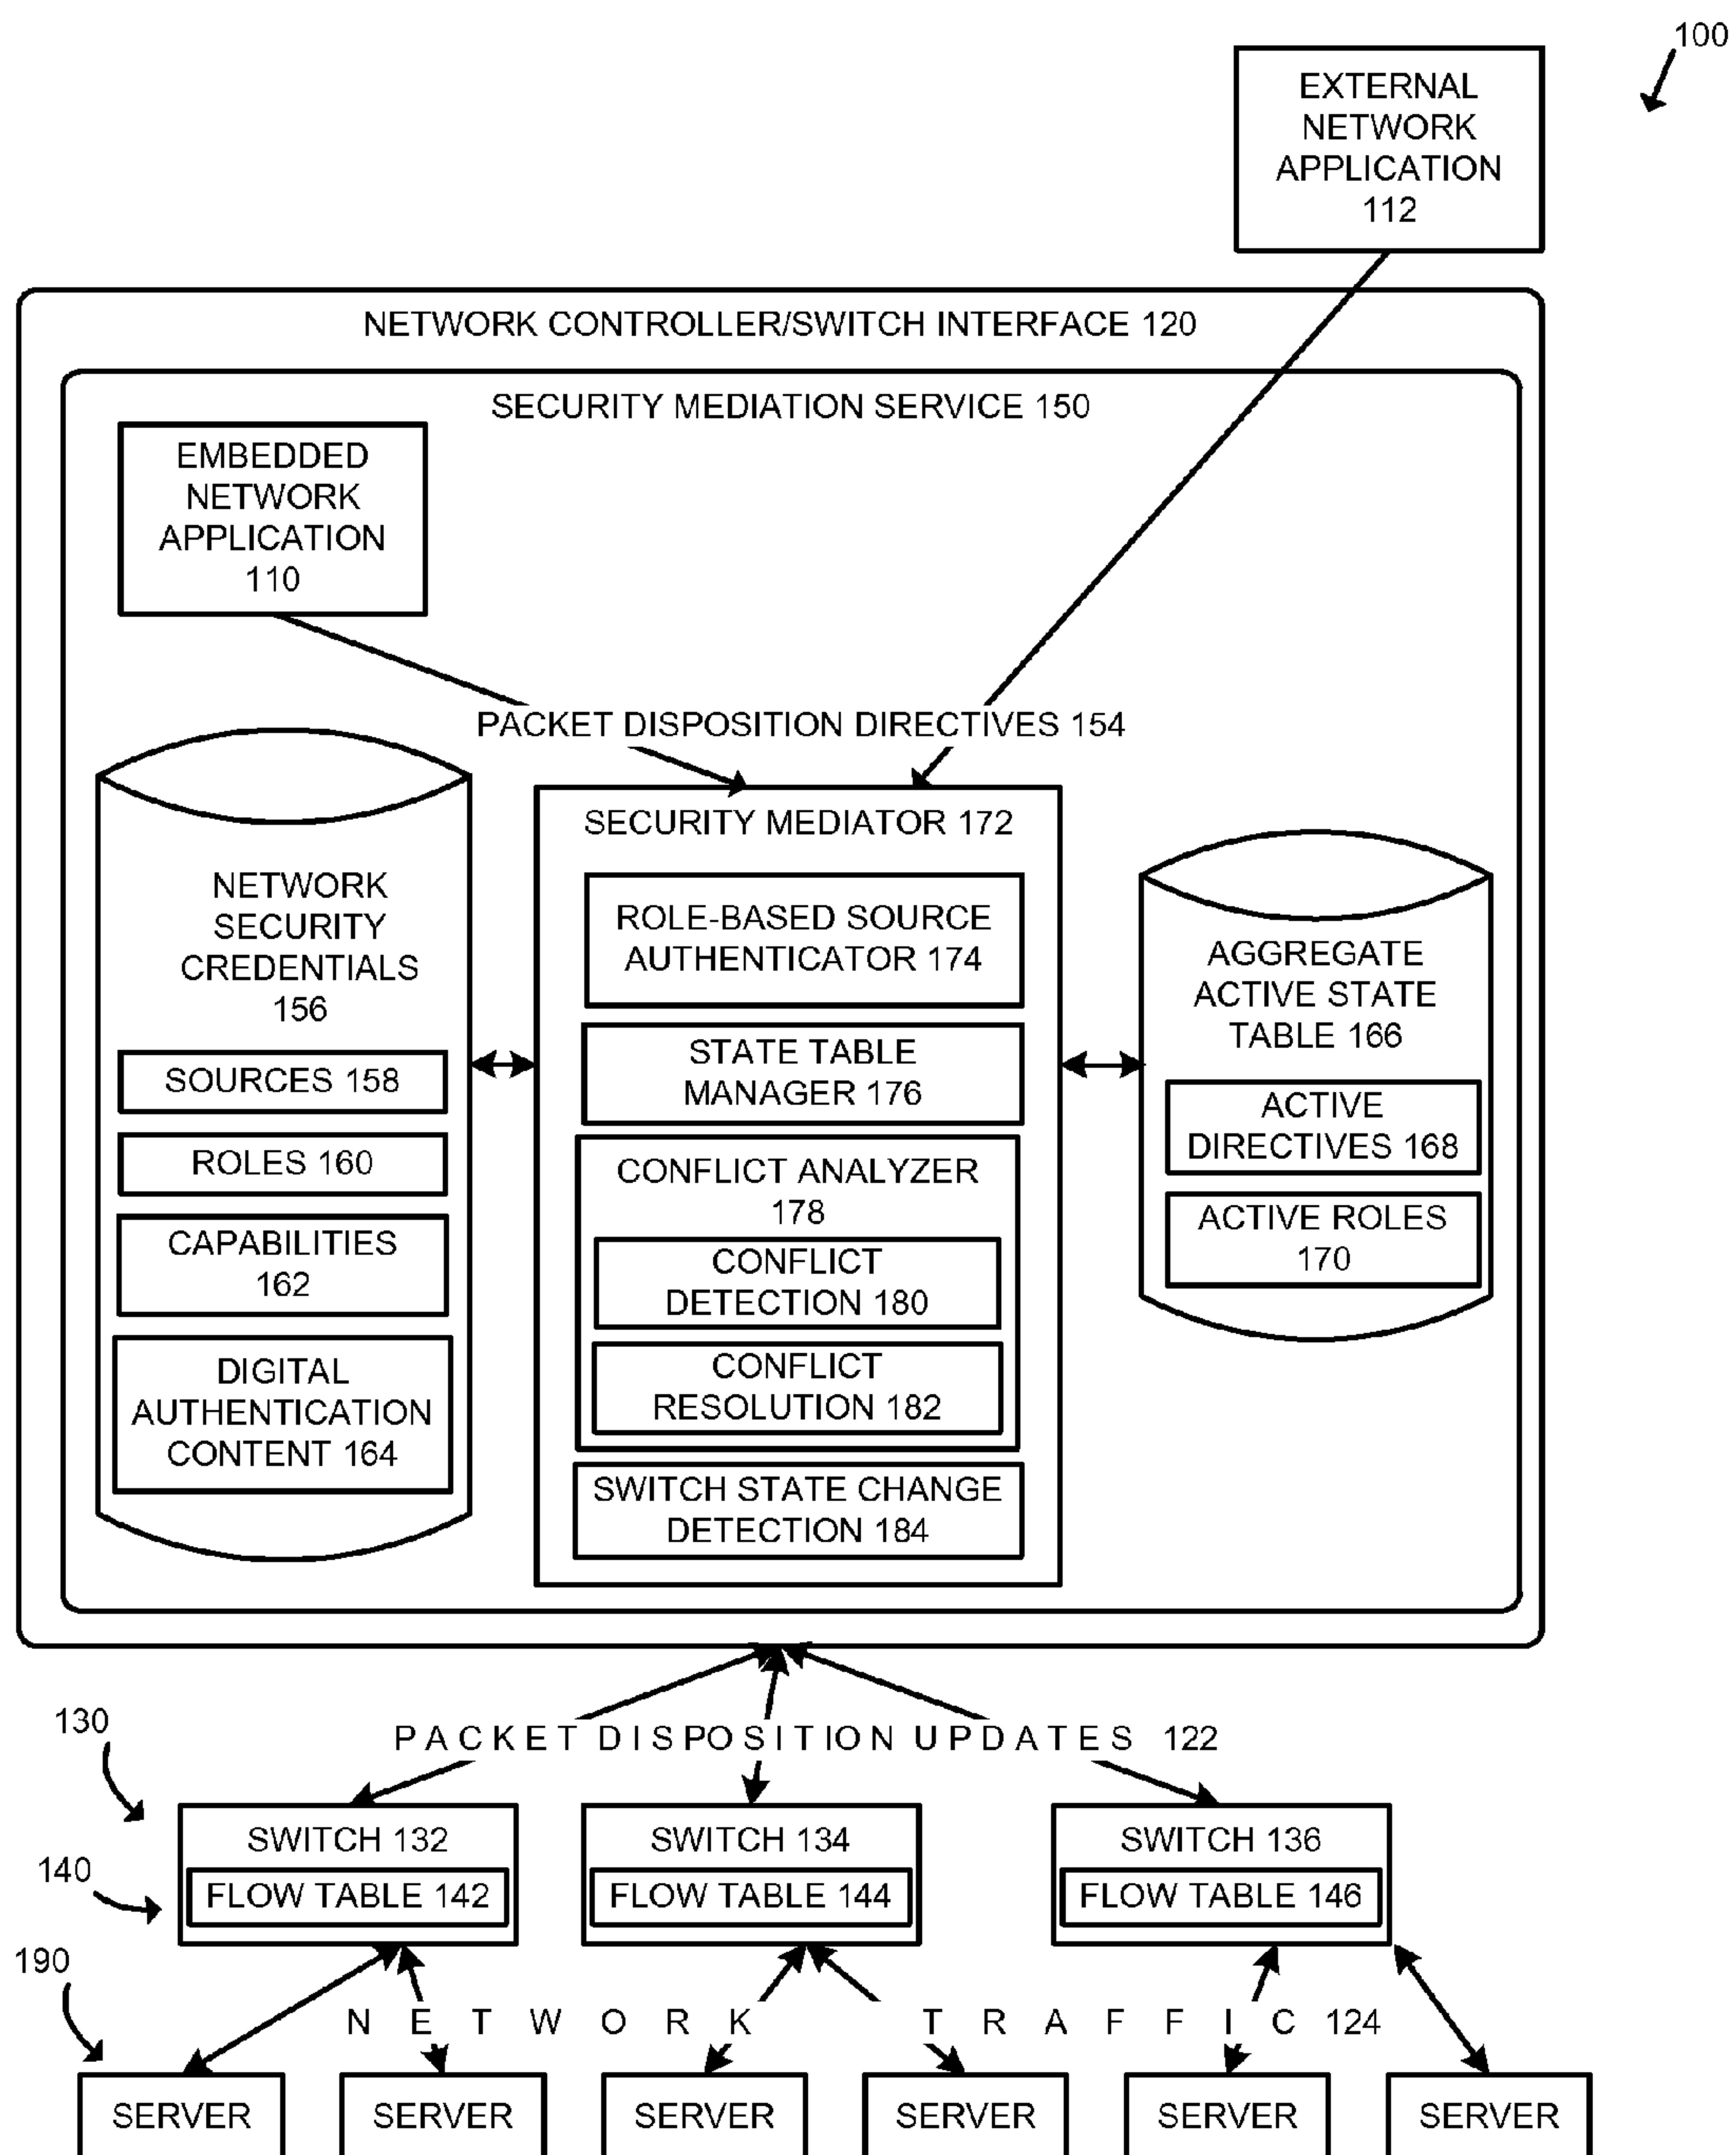 100
EXTERNAL
NETWORK
APPLICATION
112
NETWORK CONTROLLER/SWITCH INTERFACE 120
SECURITY MEDIATION SERVICE 150
EMBEDDED
NETWORK
APPLICATION
110
PACKET DISPOSITION DIRECTIVES 154
NETWORK
SECURITY
CREDENTIALS
156
SOURCES 158
ROLES 160
CAPABILITIES
162
DIGITAL
AUTHENTICATION
CONTENT 164
SECURITY MEDIATOR 172
ROLE-BASED SOURCE
AUTHENTICATOR 174
STATE TABLE
MANAGER 176
CONFLICT ANALYZER
178
CONFLICT
DETECTION 180
CONFLICT
RESOLUTION 182
SWITCH STATE CHANGE
DETECTION 184
AGGREGATE
ACTIVE STATE
TABLE 166
ACTIVE
DIRECTIVES 168
ACTIVE ROLES
170
PACKET DISPOSITION UPDATES 122
130
SWITCH 132
SWITCH 134
SWITCH 136
140
FLOW TABLE 142
FLOW TABLE 144
FLOW TABLE 146
190
NETWORK TRAFFIC 124
SERVER
SERVER
SERVER
SERVER
SERVER
SERVER